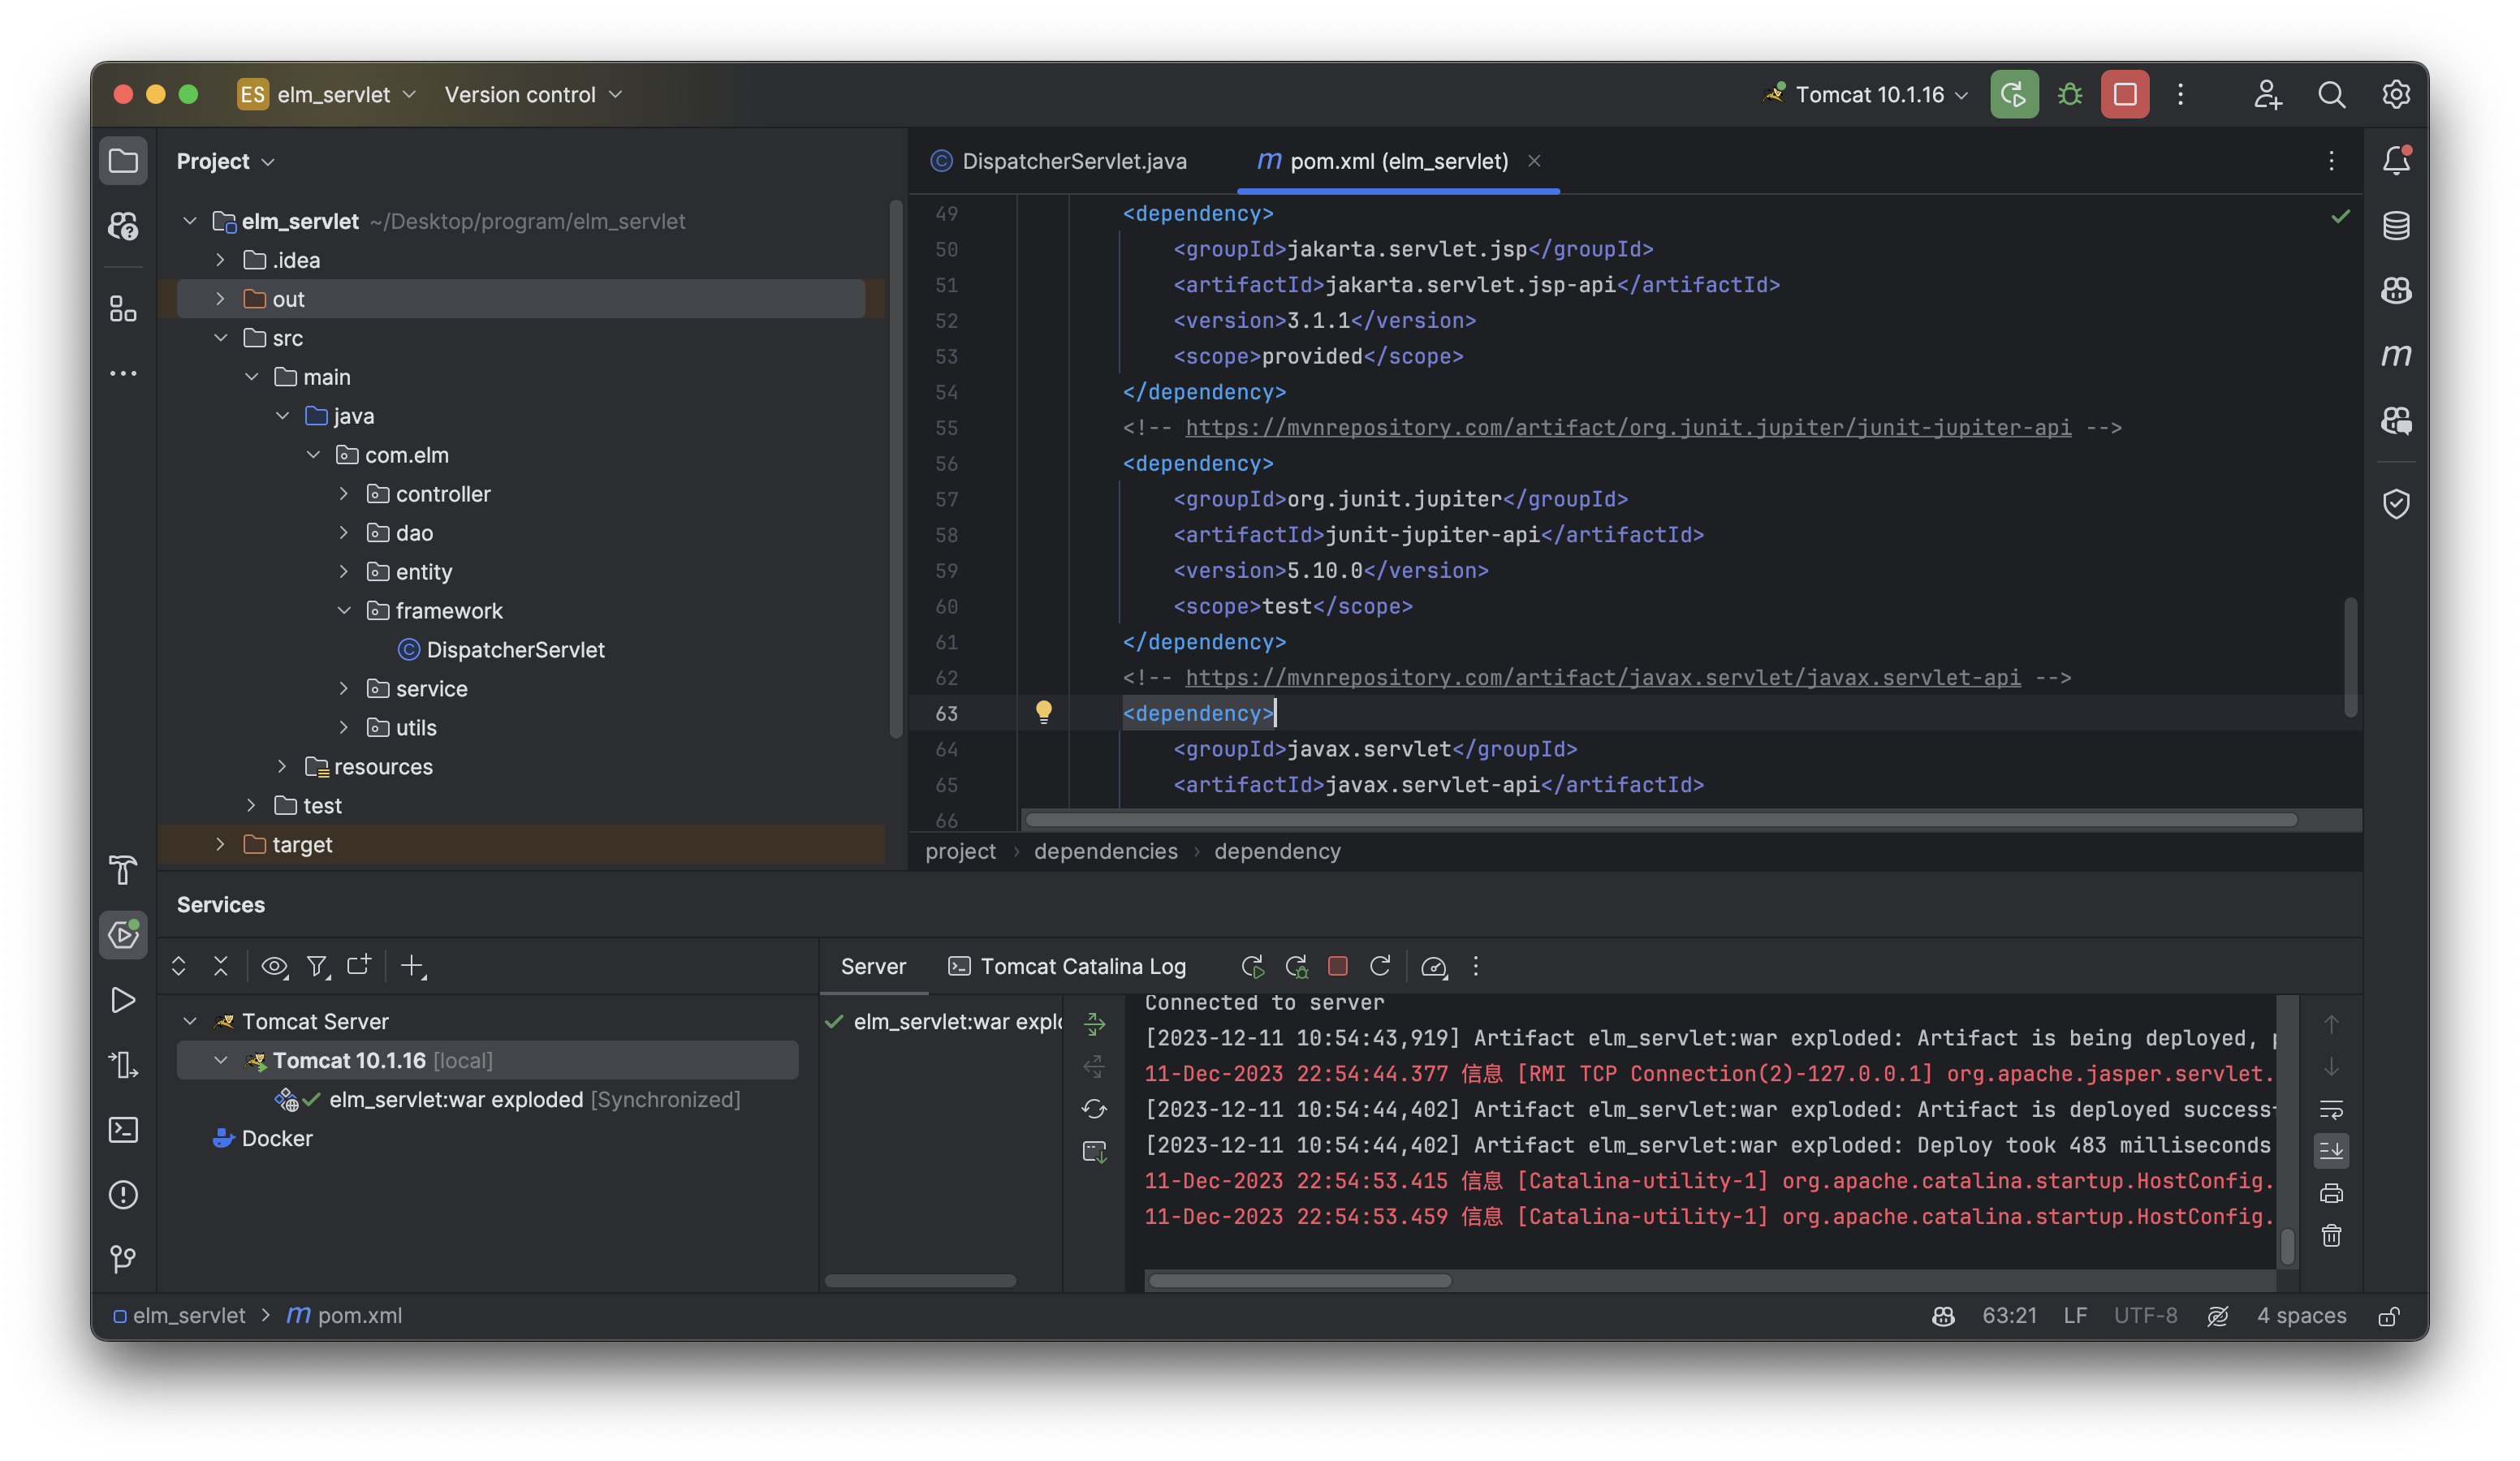 ES elm_servlet Version control Tomcat 10.1.16
Project
elm_servlet ~/Desktop/program/elm_servlet
.idea
out
src
main
java
com.elm
controller
dao
entity
framework
DispatcherServlet
service
utils
resources
test
target
DispatcherServlet.java m pom.xml (elm_servlet)
49 <dependency>
50 <groupId>jakarta.servlet.jsp</groupId>
51 <artifactId>jakarta.servlet.jsp-api</artifactId>
52 <version>3.1.1</version>
53 <scope>provided</scope>
54 </dependency>
55 <!-- https://mvnrepository.com/artifact/org.junit.jupiter/junit-jupiter-api -->
56 <dependency>
57 <groupId>org.junit.jupiter</groupId>
58 <artifactId>junit-jupiter-api</artifactId>
59 <version>5.10.0</version>
60 <scope>test</scope>
61 </dependency>
62 <!-- https://mvnrepository.com/artifact/javax.servlet/javax.servlet-api -->
63 <dependency>
64 <groupId>javax.servlet</groupId>
65 <artifactId>javax.servlet-api</artifactId>
66
project › dependencies › dependency
Services
Tomcat Server
Tomcat 10.1.16 [local]
elm_servlet:war exploded [Synchronized]
Docker
Server Tomcat Catalina Log
elm_servlet:war explo
Connected to server
[2023-12-11 10:54:43,919] Artifact elm_servlet:war exploded: Artifact is being deployed,
11-Dec-2023 22:54:44.377 信息 [RMI TCP Connection(2)-127.0.0.1] org.apache.jasper.servlet.
[2023-12-11 10:54:44,402] Artifact elm_servlet:war exploded: Artifact is deployed success
[2023-12-11 10:54:44,402] Artifact elm_servlet:war exploded: Deploy took 483 milliseconds
11-Dec-2023 22:54:53.415 信息 [Catalina-utility-1] org.apache.catalina.startup.HostConfig.
11-Dec-2023 22:54:53.459 信息 [Catalina-utility-1] org.apache.catalina.startup.HostConfig.
elm_servlet > m pom.xml 63:21 LF UTF-8 4 spaces